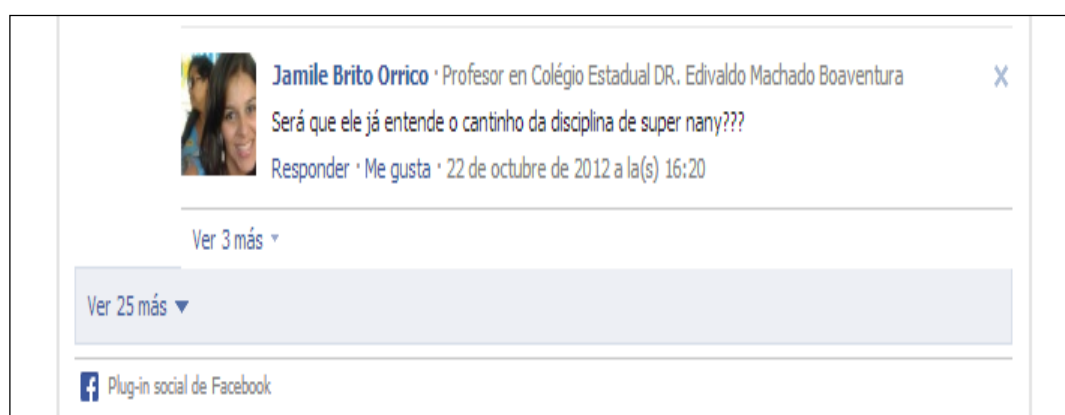 Jamile Brito Orrico · Profesor en Colégio Estadual DR. Edivaldo Machado Boaventura
Será que ele já entende o cantinho da disciplina de super nany???
Responder · Me gusta · 22 de octubre de 2012 a la(s) 16:20
Ver 3 más
Ver 25 más
Plug-in social de Facebook